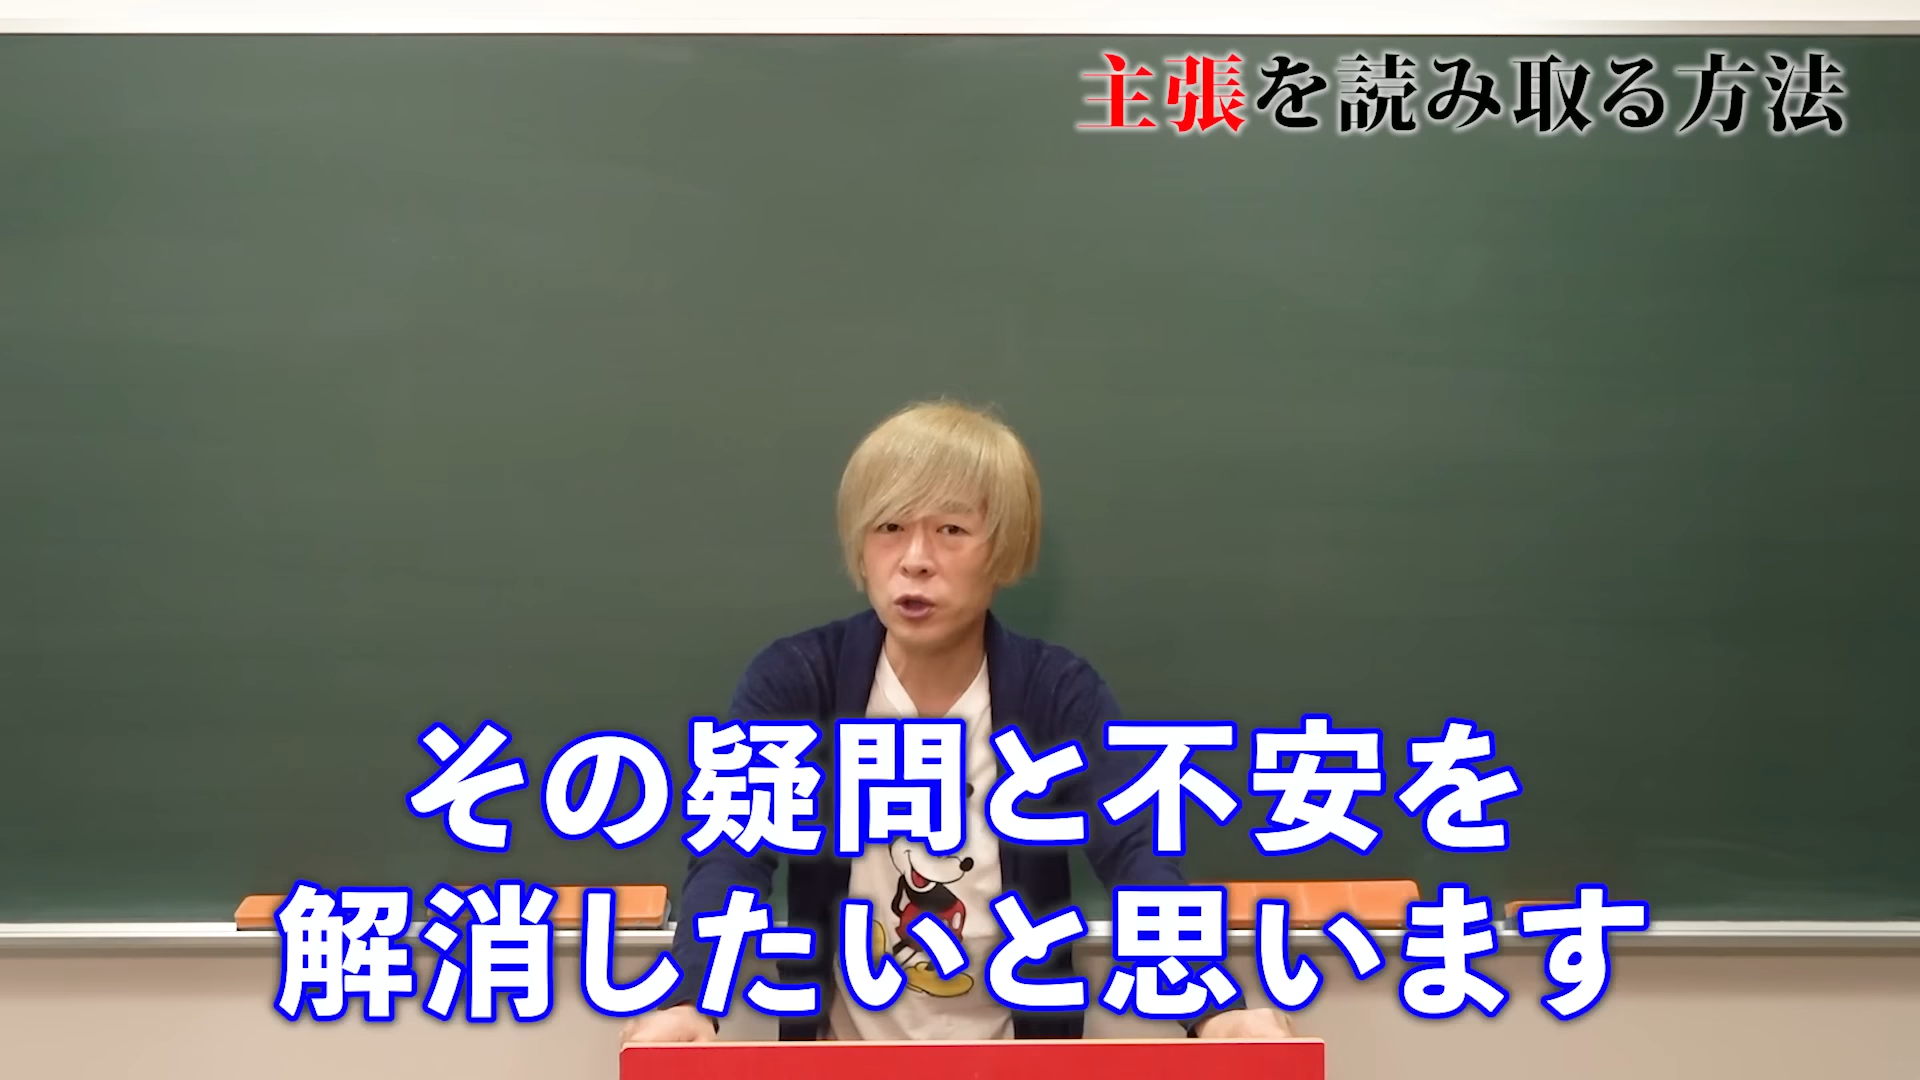 主張を読み取る方法
その疑問と不安を
解消したいと思います